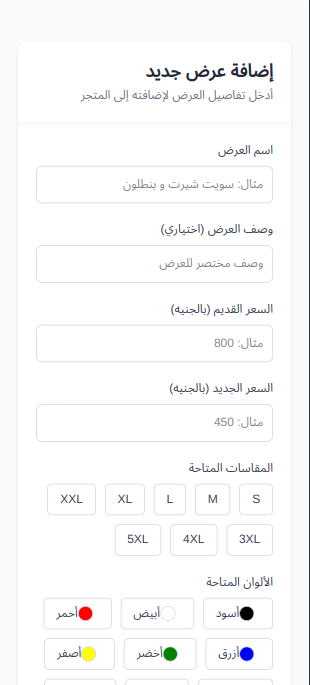 إضافة عرض جديد
أدخل تفاصيل العرض لإضافته إلى المتجر
اسم العرض
مثال: سويت شيرت و بنطلون
وصف العرض (اختياري)
وصف مختصر للعرض
السعر القديم (بالجنيه)
مثال: 800
السعر الجديد (بالجنيه)
مثال: 450
المقاسات المتاحة
S M L XL XXL
3XL 4XL 5XL
الألوان المتاحة
أسود أبيض أحمر
أزرق أخضر أصفر